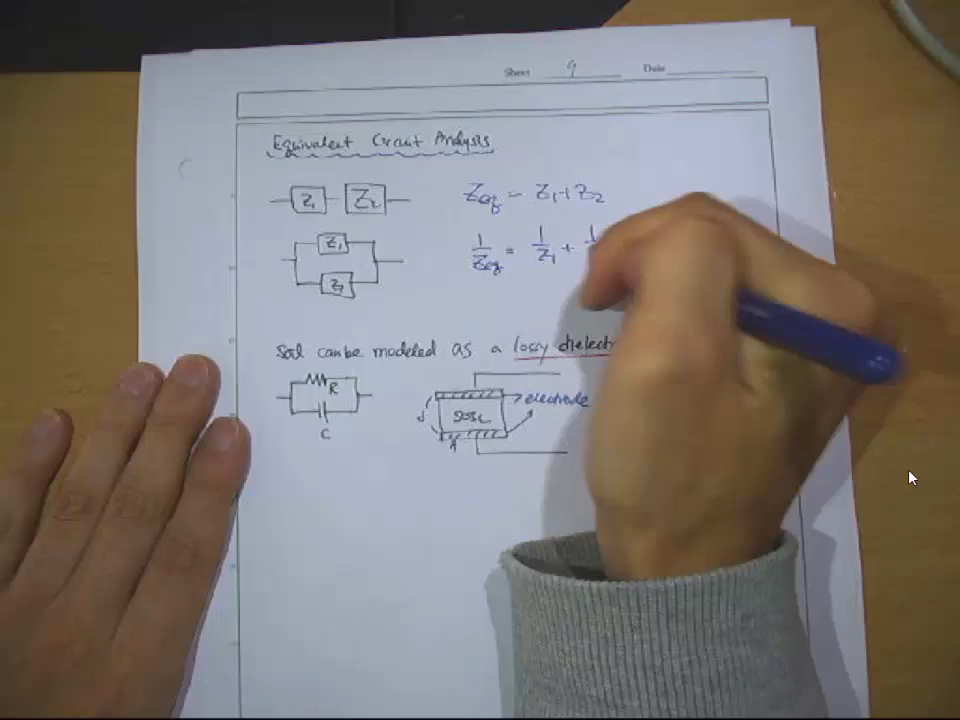 Sheet 9 Date
Equivalent Circuit Analysis
Z1 Z2 Zeq = Z1+Z2
Z1
Z2
1/Zeq = 1/Z1 + 1
Soil can be modeled as a lossy dielect
R
C
d
SOIL
A
electrode